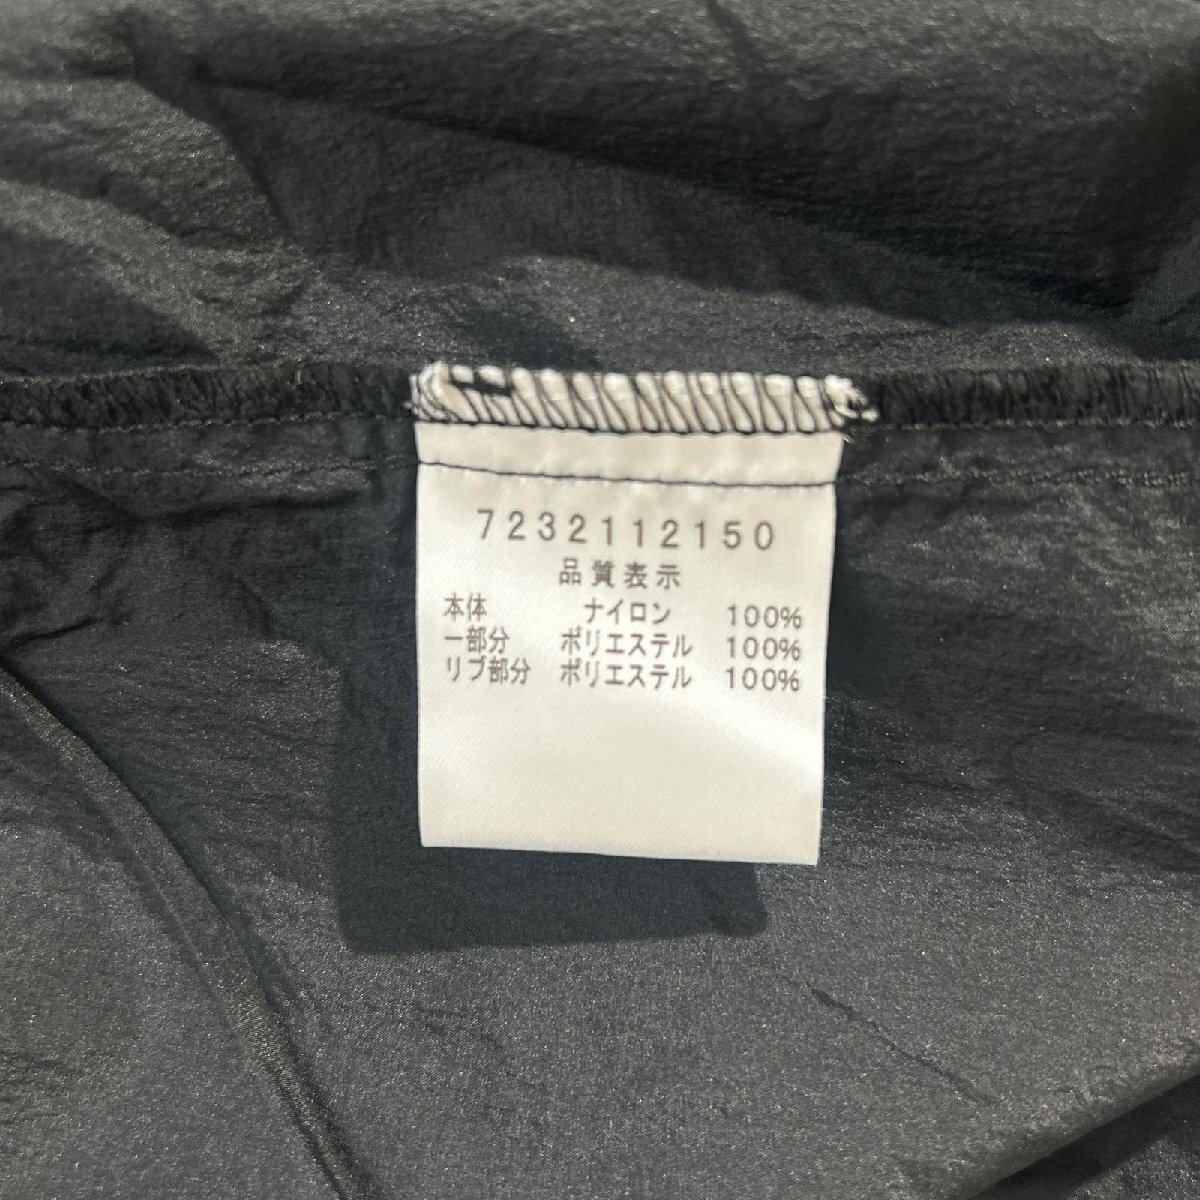 7232112150
品質表示
本体 ナイロン 100%
一部分 ポリエステル 100%
リブ部分 ポリエステル 100%